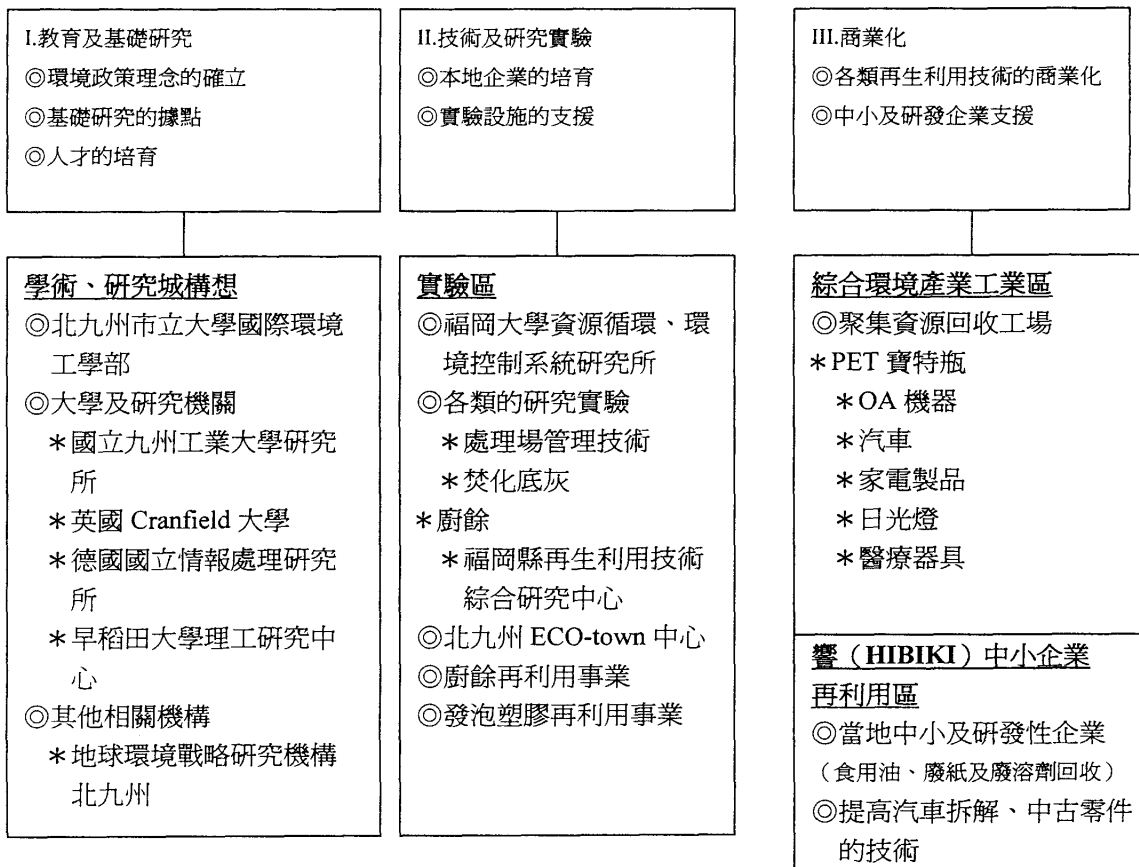 I.教育及基礎研究
◎環境政策理念的確立
◎基礎研究的據點
◎人才的培育
II.技術及研究實驗
◎本地企業的培育
◎實驗設施的支援
III.商業化
◎各類再生利用技術的商業化
◎中小及研發企業支援
學術、研究城構想
◎北九州市立大學國際環境
工學部
◎大學及研究機關
＊國立九州工業大學研究
所
＊英國 Cranfield 大學
＊德國國立情報處理研究
所
＊早稻田大學理工研究中
心
◎其他相關機構
＊地球環境戰略研究機構
北九州
實驗區
◎福岡大學資源循環、環
境控制系統研究所
◎各類的研究實驗
＊處理場管理技術
＊焚化底灰
＊廚餘
＊福岡縣再生利用技術
綜合研究中心
◎北九州 ECO-town 中心
◎廚餘再利用事業
◎發泡塑膠再利用事業
綜合環境產業工業區
◎聚集資源回收工場
＊PET 寶特瓶
＊OA 機器
＊汽車
＊家電製品
＊日光燈
＊醫療器具
響（HIBIKI）中小企業
再利用區
◎當地中小及研發性企業
（食用油、廢紙及廢溶劑回收）
◎提高汽車拆解、中古零件
的技術